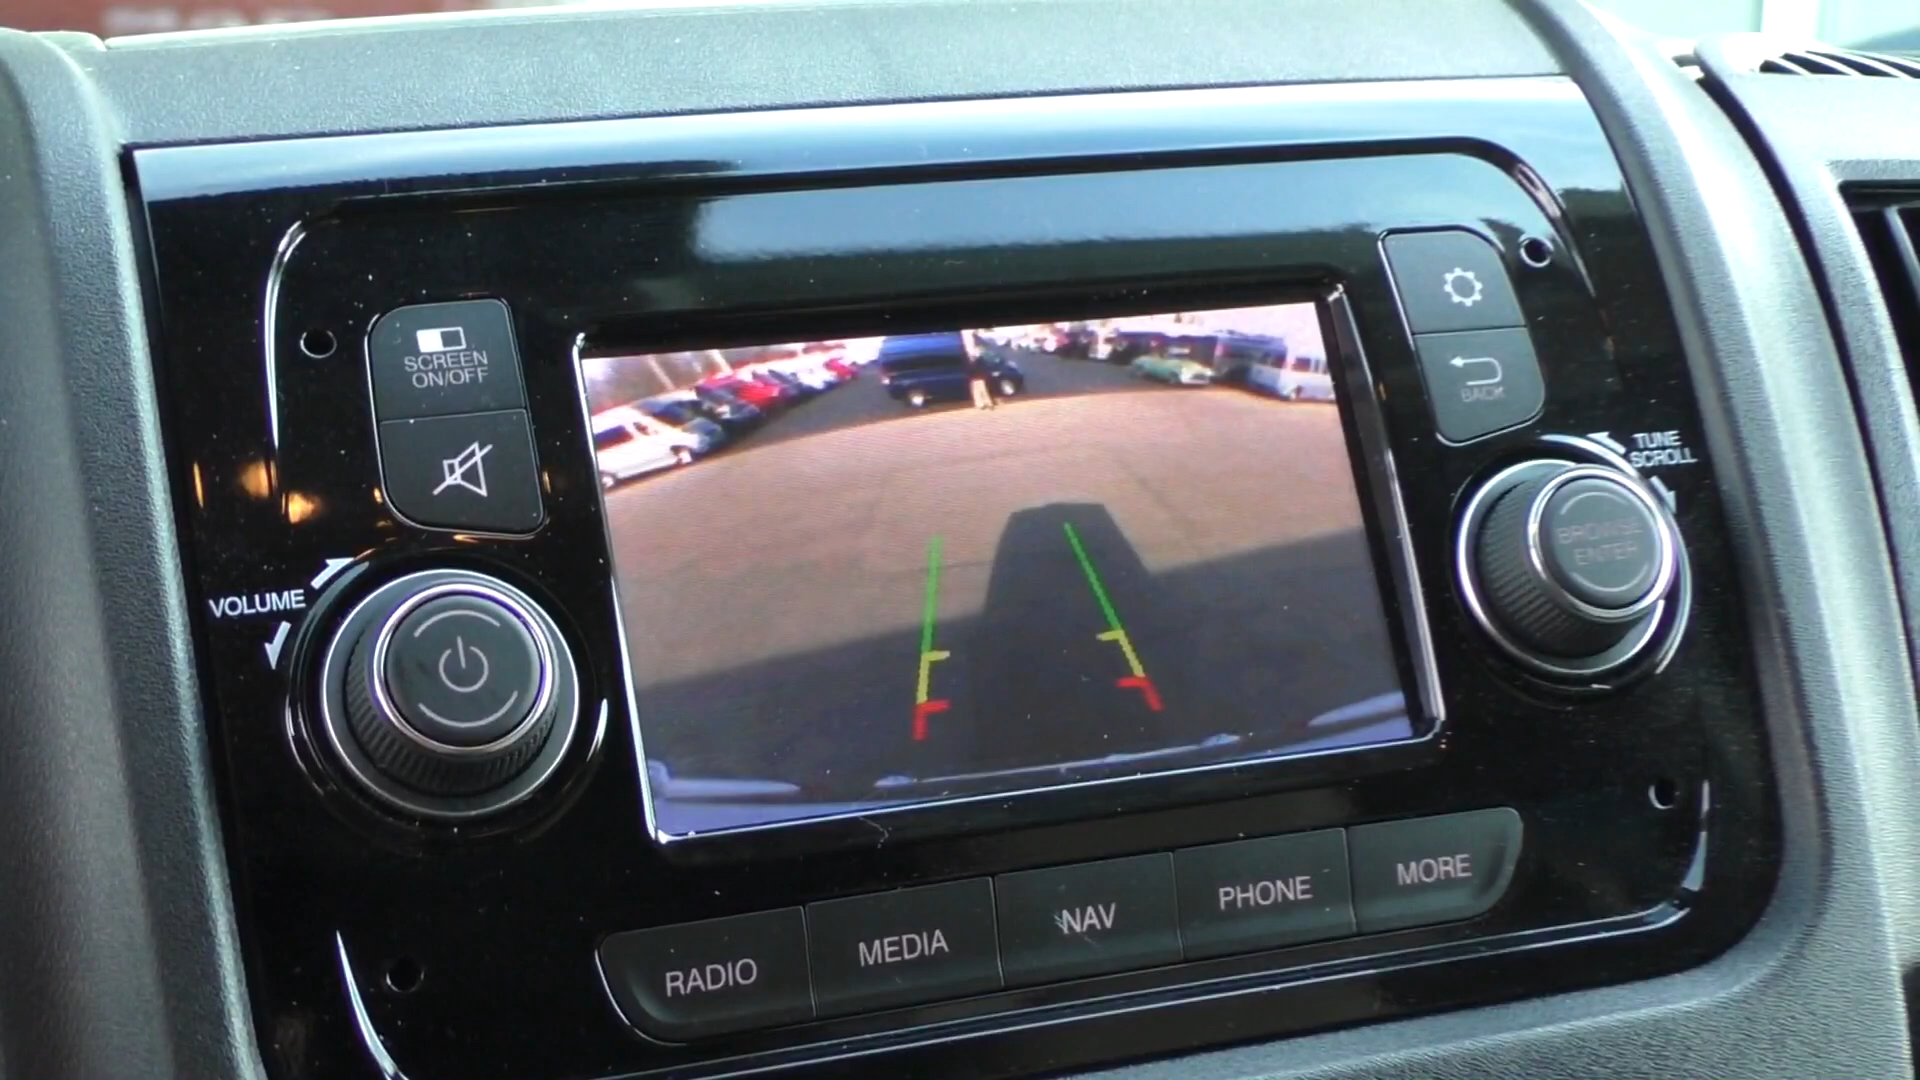 SCREEN
ON/OFF
BACK
TUNE
SCROLL
VOLUME
BROWSE
ENTER
RADIO
MEDIA
NAV
PHONE
MORE